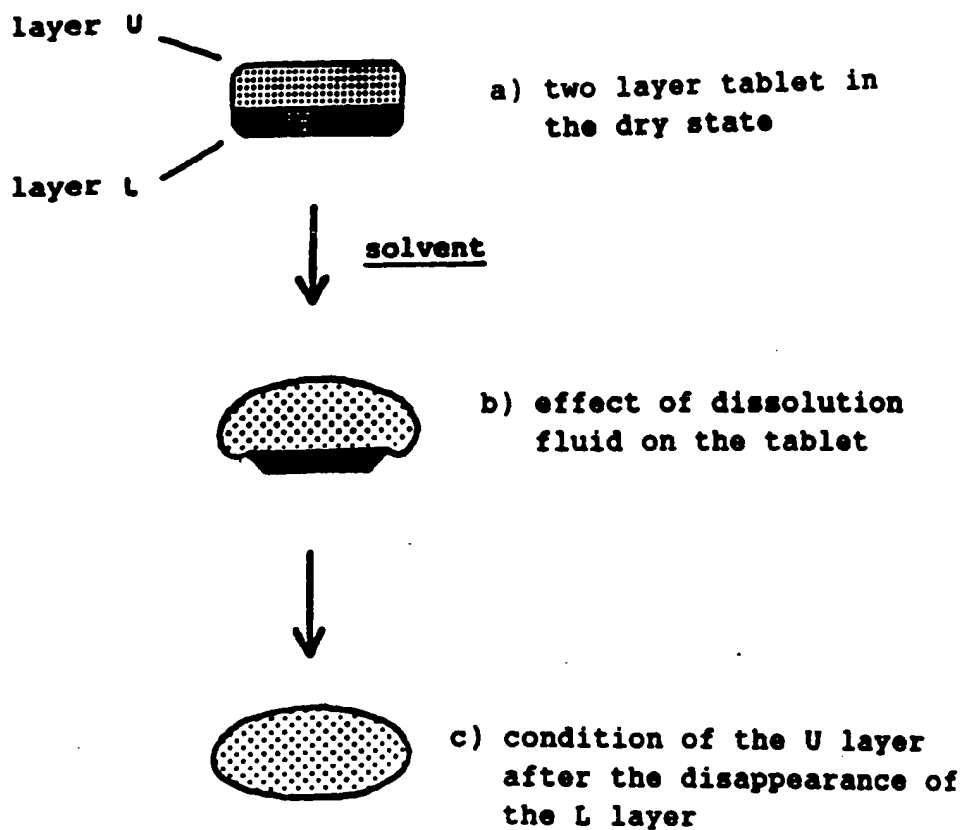 layer U
a) two layer tablet in
the dry state
layer L
solvent
b) effect of dissolution
fluid on the tablet
c) condition of the U layer
after the disappearance of
the L layer